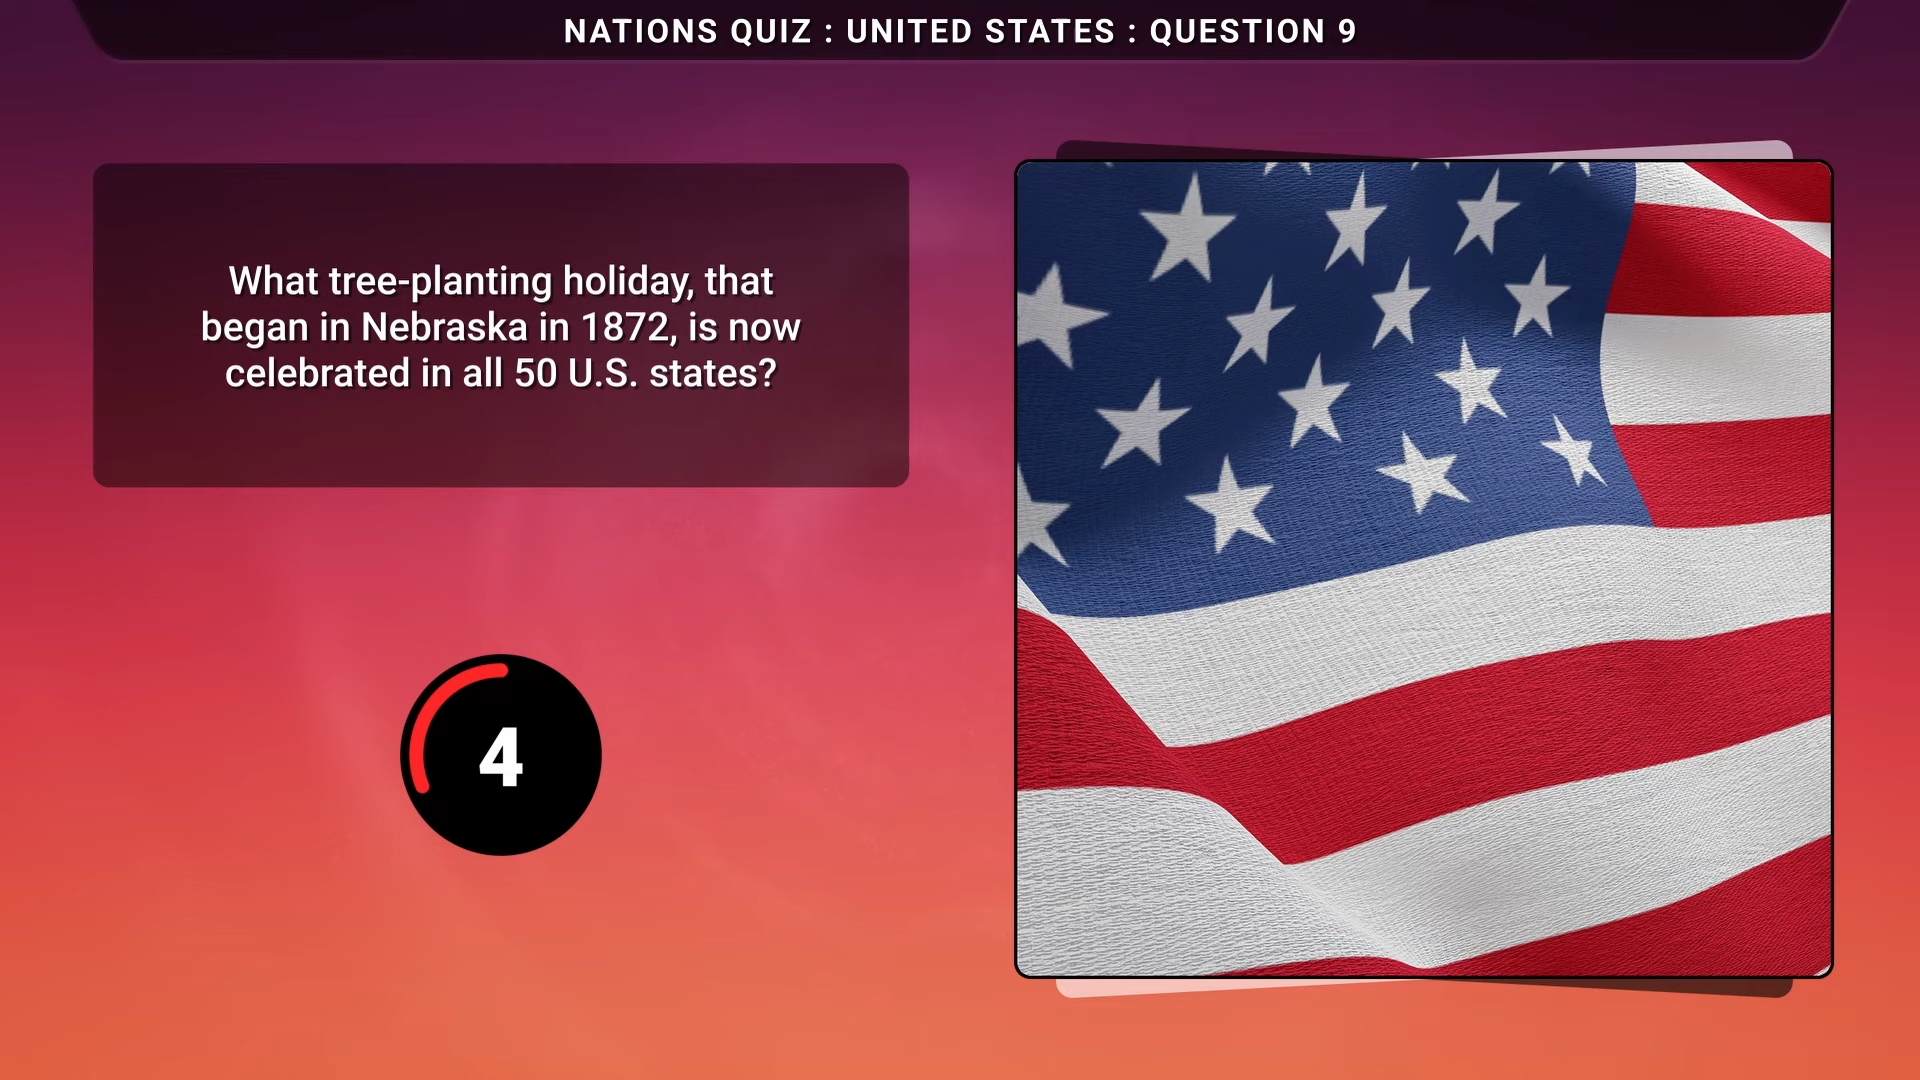 NATIONS QUIZ : UNITED STATES : QUESTION 9
What tree-planting holiday, that
began in Nebraska in 1872, is now
celebrated in all 50 U.S. states?
4